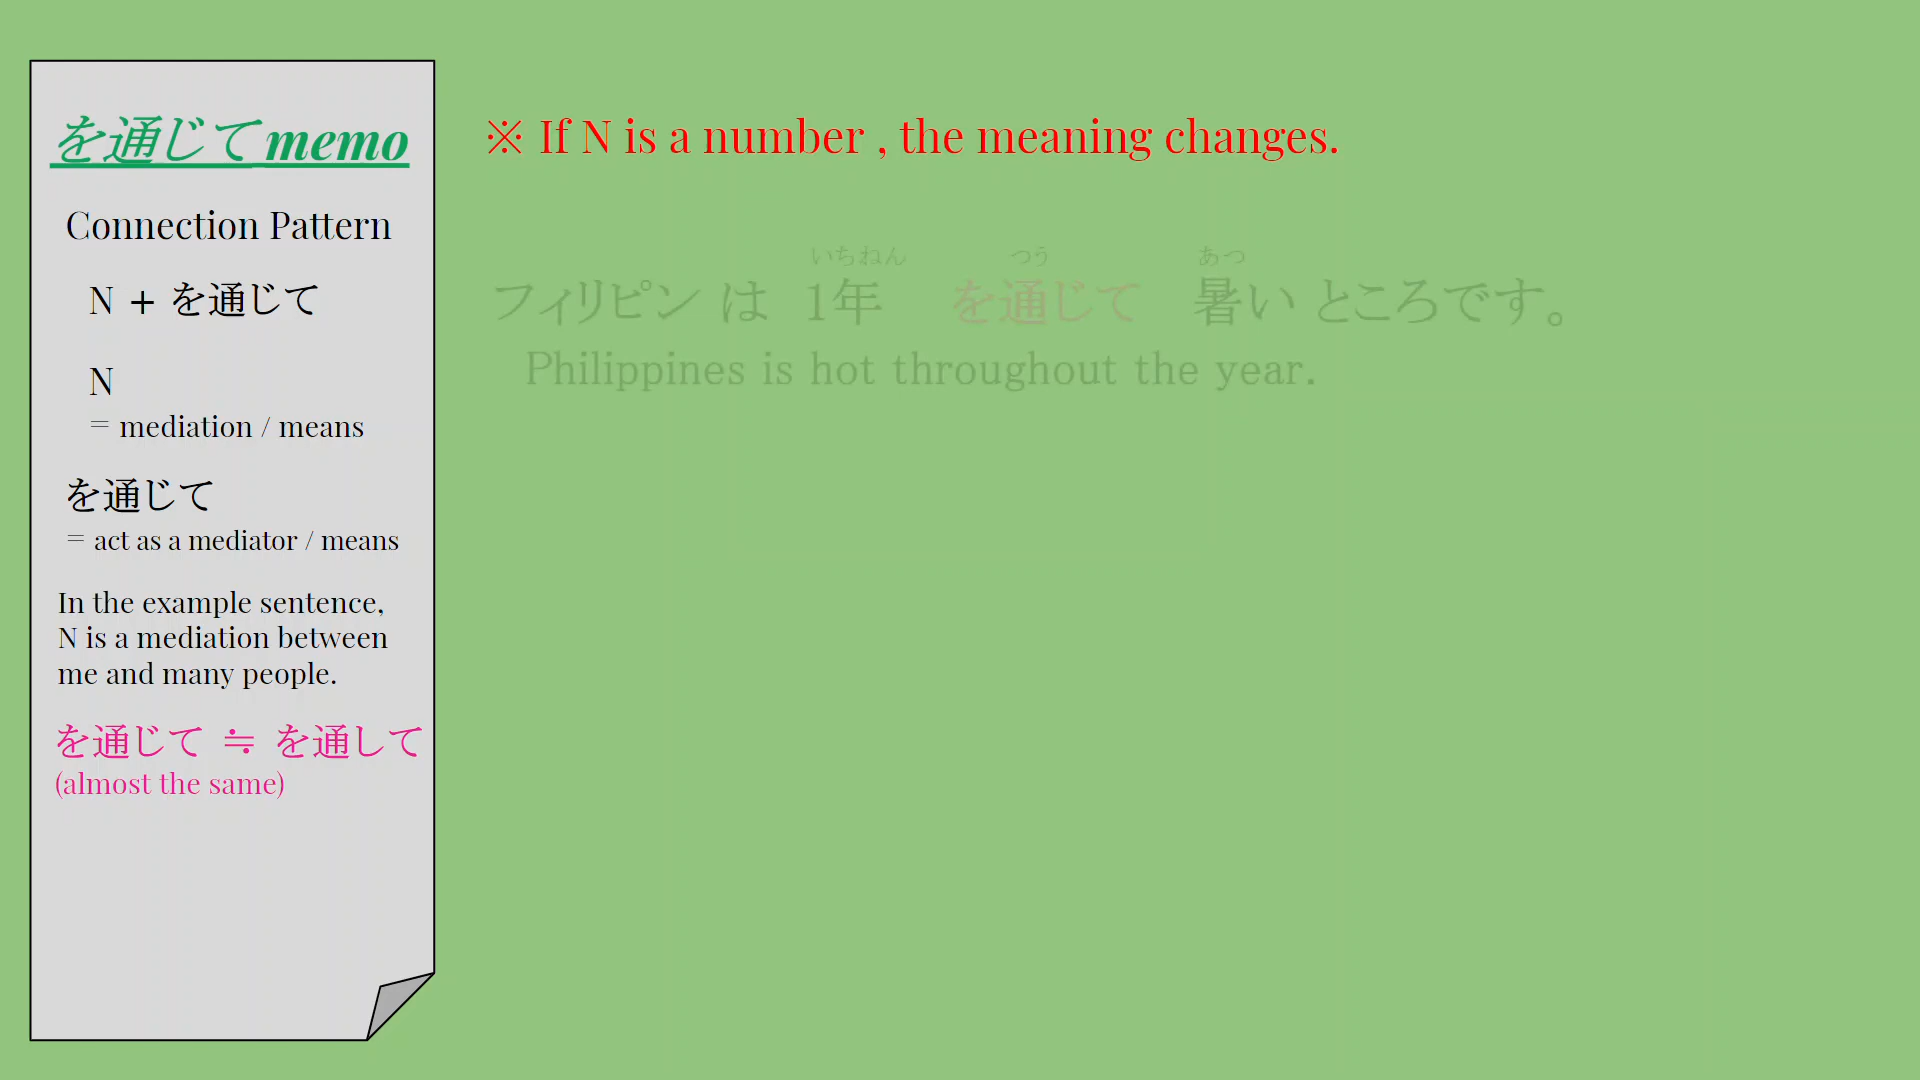 を通じてmemo
Connection Pattern
N + を通じて
N
= mediation / means
を通じて
= act as a mediator / means
In the example sentence,
N is a mediation between
me and many people.
を通じて ≒ を通して
(almost the same)
※ If N is a number , the meaning changes.
いちねん つう あつ
フィリピン は 1年 を通じて 暑い ところです。
Philippines is hot throughout the year.